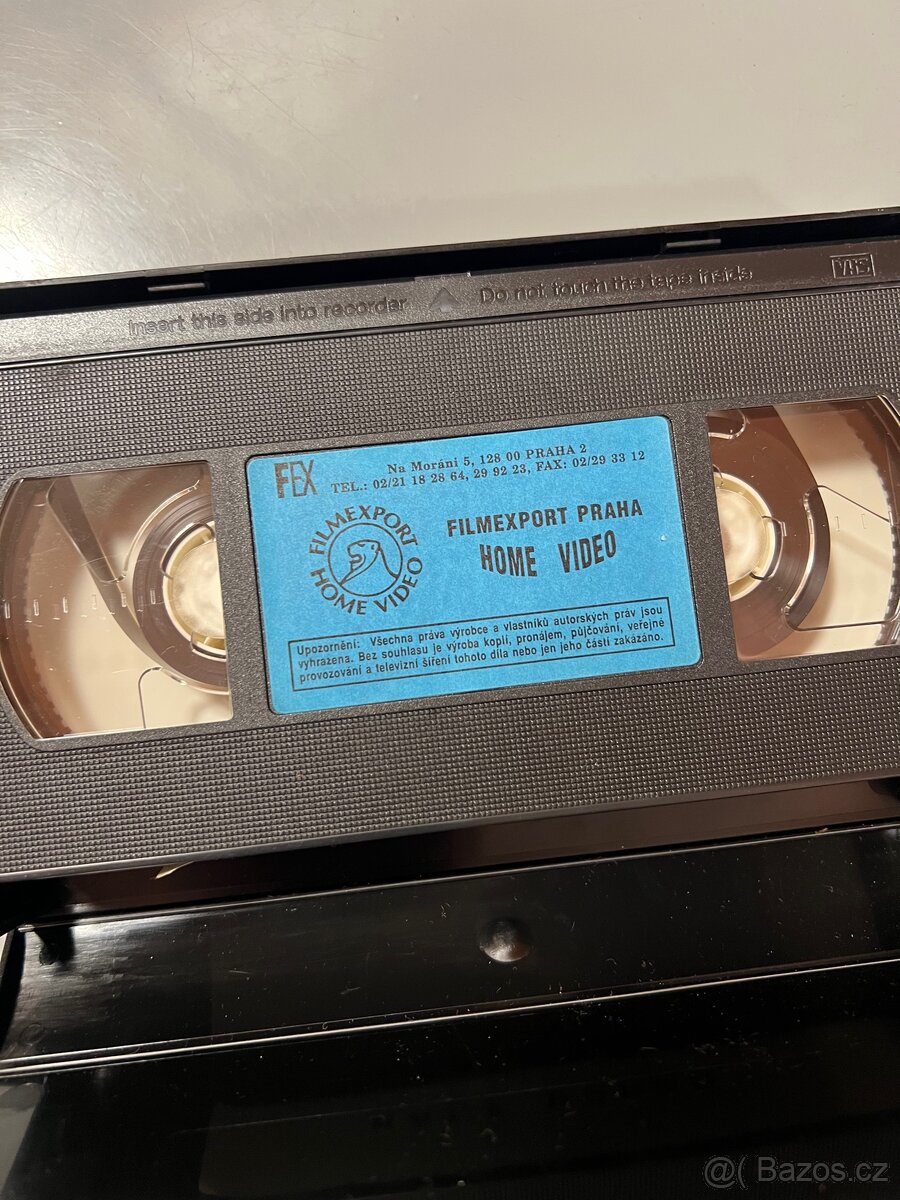 Insert this side into recorder
Do not touch the tape inside
VHS
FEX
Na Moráni 5, 128 00 PRAHA 2
TEL.: 02/21 18 28 64, 29 92 23, FAX: 02/29 33 12
FILMEXPORT
HOME VIDEO
FILMEXPORT PRAHA
HOME VIDEO
Upozornění: Všechna práva výrobce a vlastníků autorských práv jsou
vyhrazena. Bez souhlasu je výroba kopií, pronájem, půjčování, veřejné
provozování a televizní šíření tohoto díla nebo jen jeho části zakázáno.
@( Bazos.cz